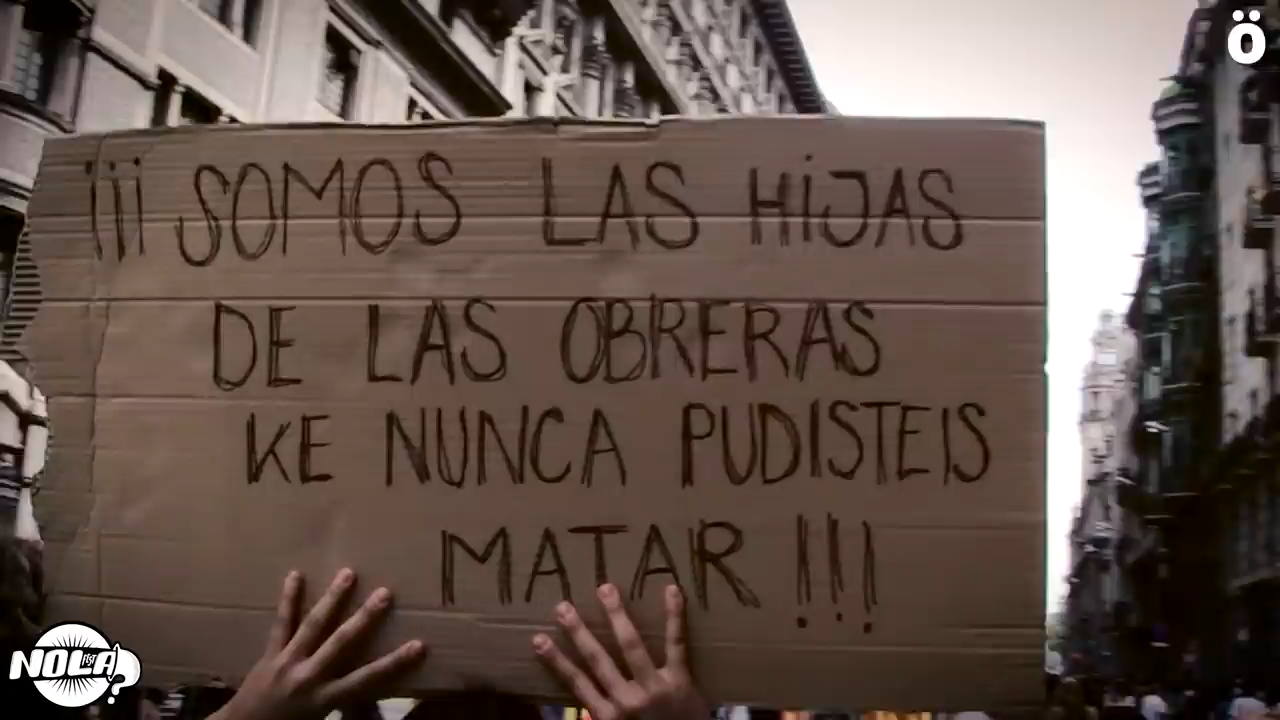 ö
¡¡¡ SOMOS LAS HIJAS
DE LAS OBRERAS
KE NUNCA PUDISTEIS
MATAR !!!
NOLA?